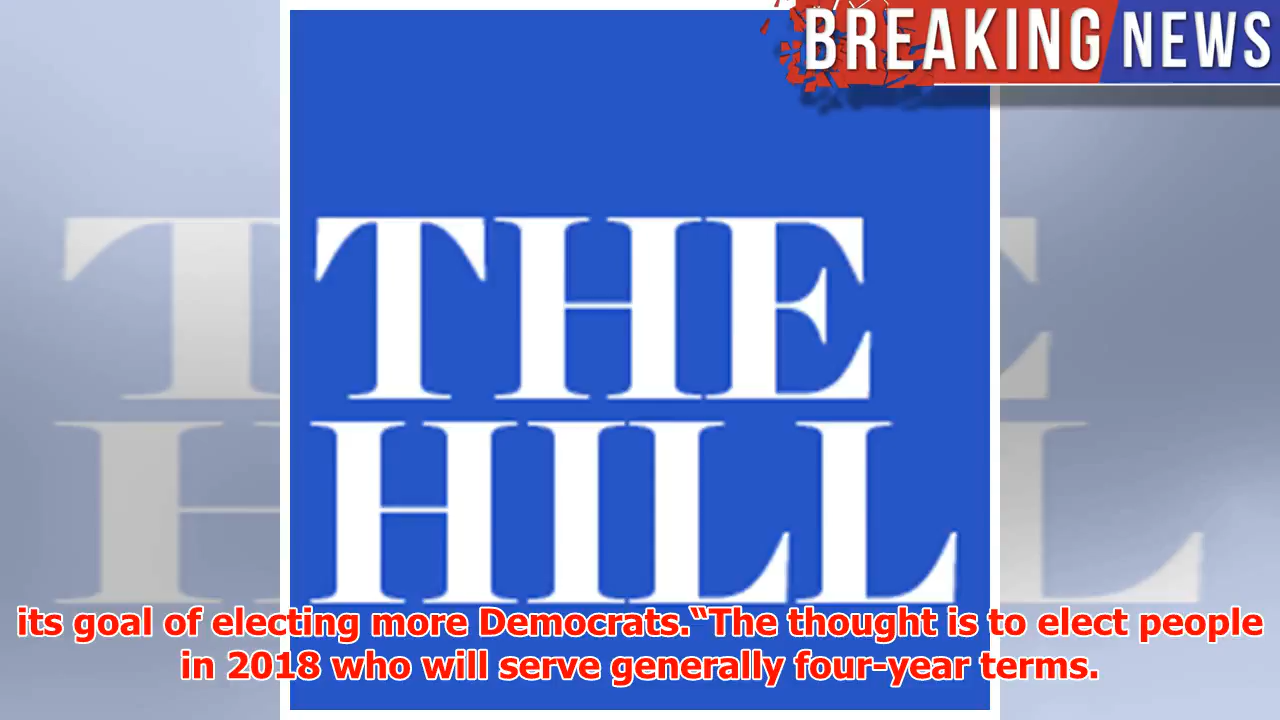 BREAKING NEWS
THE
HILL
its goal of electing more Democrats.“The thought is to elect people
in 2018 who will serve generally four-year terms.